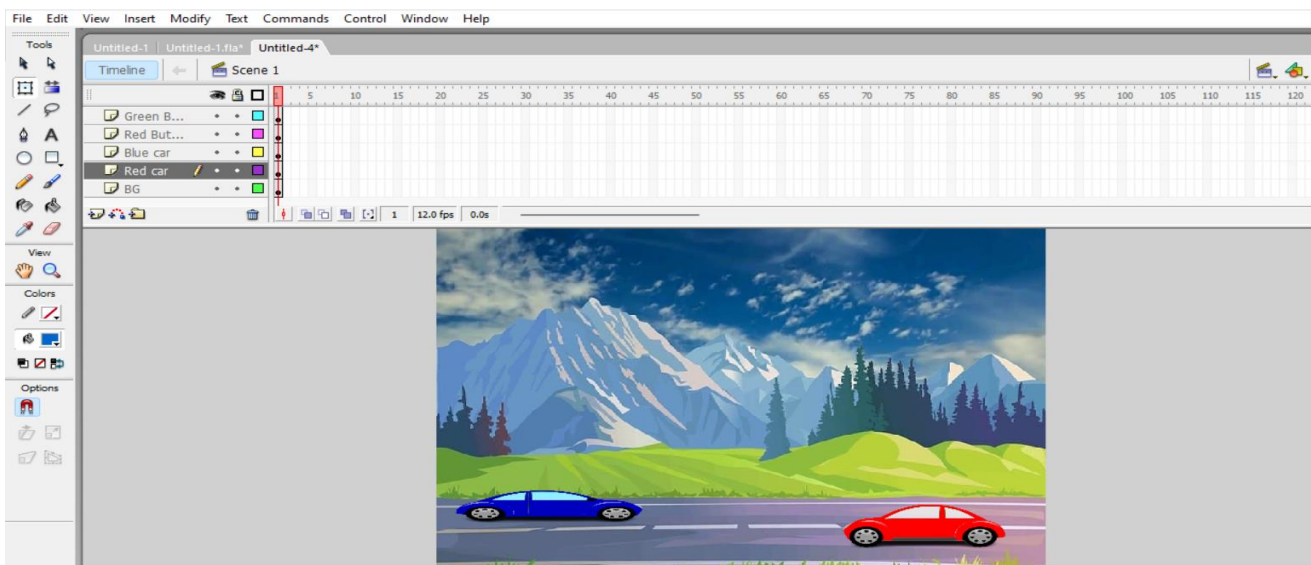 File Edit View Insert Modify Text Commands Control Window Help
Tools
Untitled-1 Untitled-1.fla* Untitled-4*
Timeline Scene 1
1 5 10 15 20 25 30 35 40 45 50 55 60 65 70 75 80 85 90 95 100 105 110 115 120
Green B...
Red But...
Blue car
Red car
BG
1 12.0 fps 0.0s
View
Colors
Options